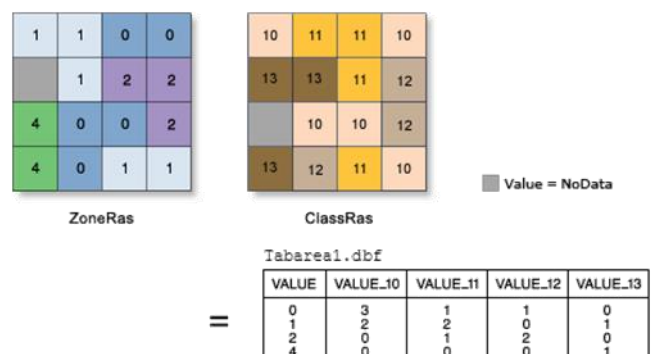 1 1 0 0
1 2 2
4 0 0 2
4 0 1 1
ZoneRas
10 11 11 10
13 13 11 12
10 10 12
13 12 11 10
ClassRas
Value = NoData
Tabarea1.dbf
=
VALUE VALUE_10 VALUE_11 VALUE_12 VALUE_13
0 3 1 1 0
1 2 2 0 1
2 0 1 2 0
4 0 0 0 1